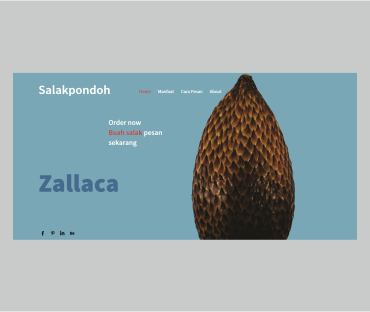 Salakpondoh
Home Manfaat Cara Pesan About
Order now
Buah salak pesan
sekarang
Zallaca